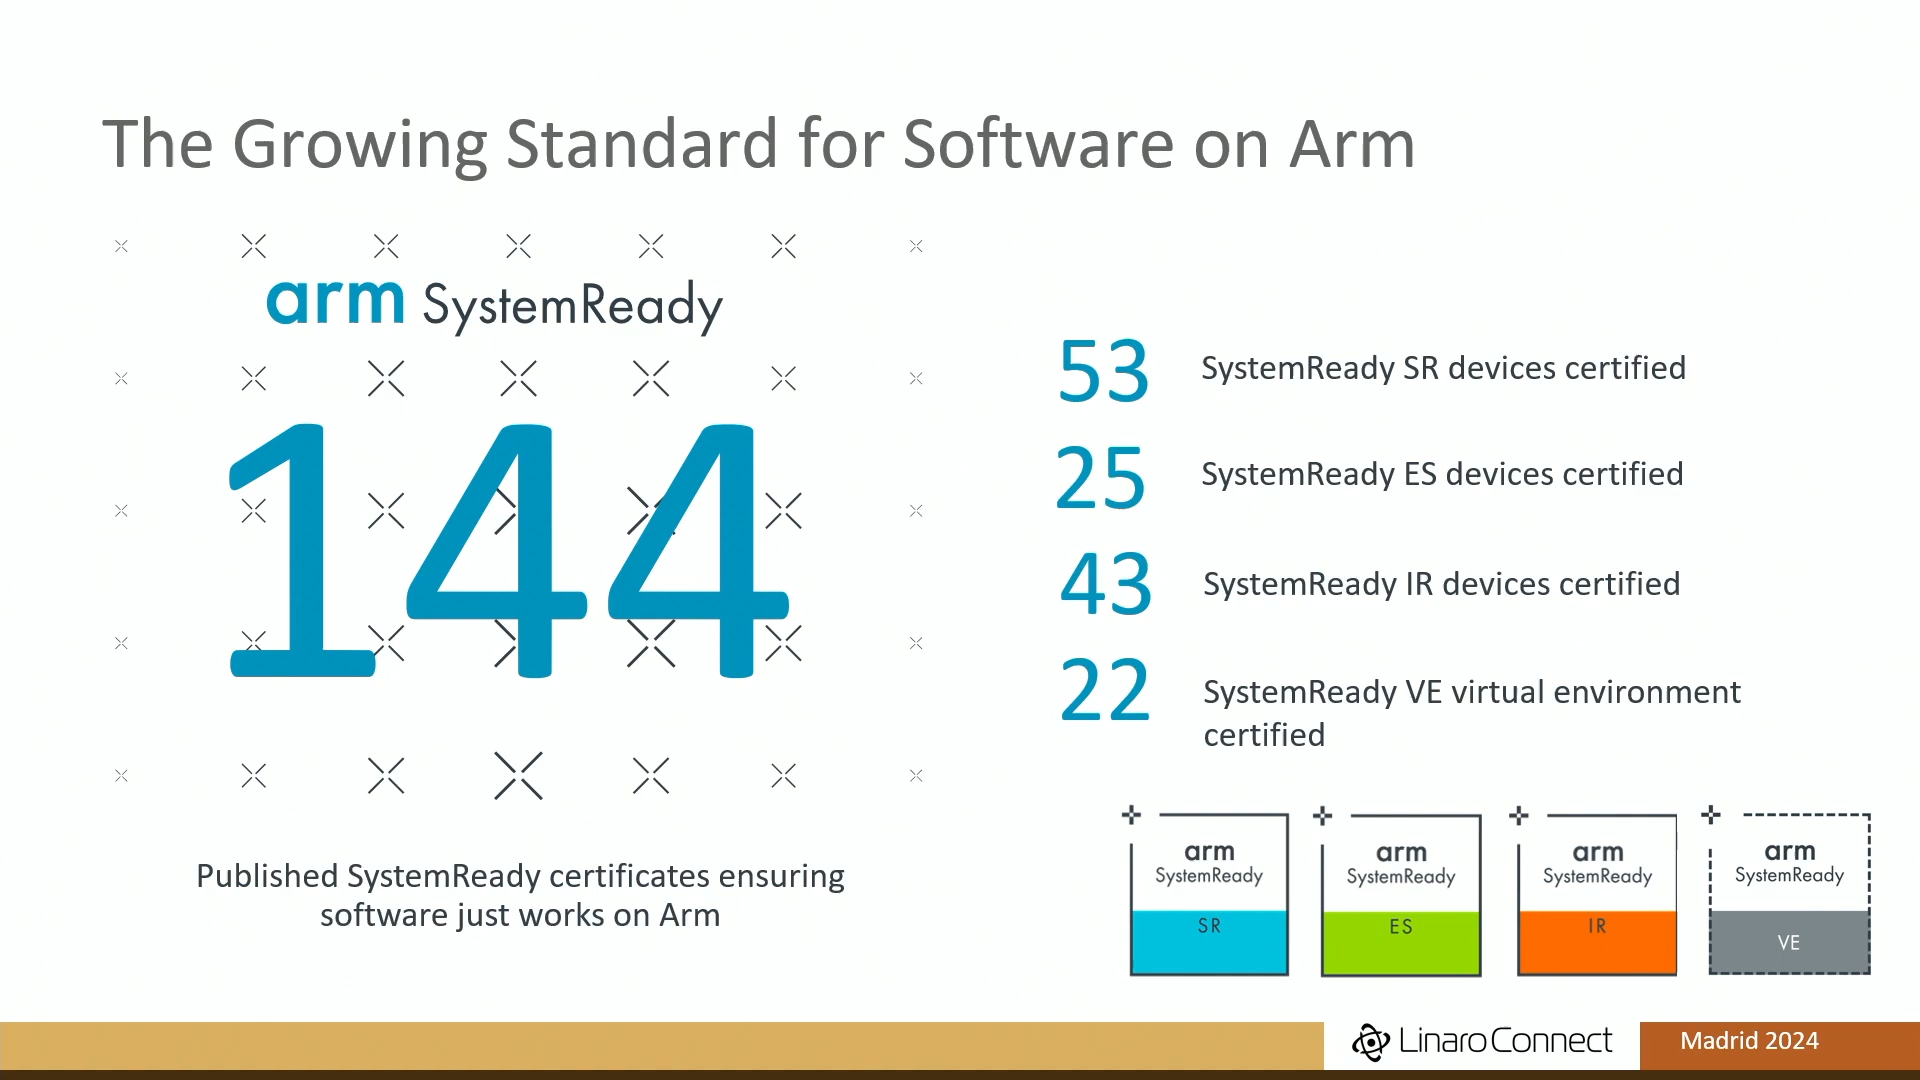 The Growing Standard for Software on Arm
arm SystemReady
144
Published SystemReady certificates ensuring
software just works on Arm
53 SystemReady SR devices certified
25 SystemReady ES devices certified
43 SystemReady IR devices certified
22 SystemReady VE virtual environment
certified
arm
SystemReady
SR
arm
SystemReady
ES
arm
SystemReady
IR
arm
SystemReady
VE
Linaro Connect
Madrid 2024